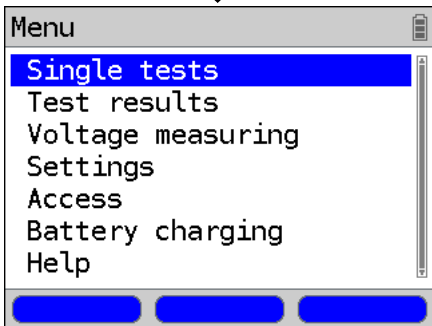 Menu
Single tests
Test results
Voltage measuring
Settings
Access
Battery charging
Help